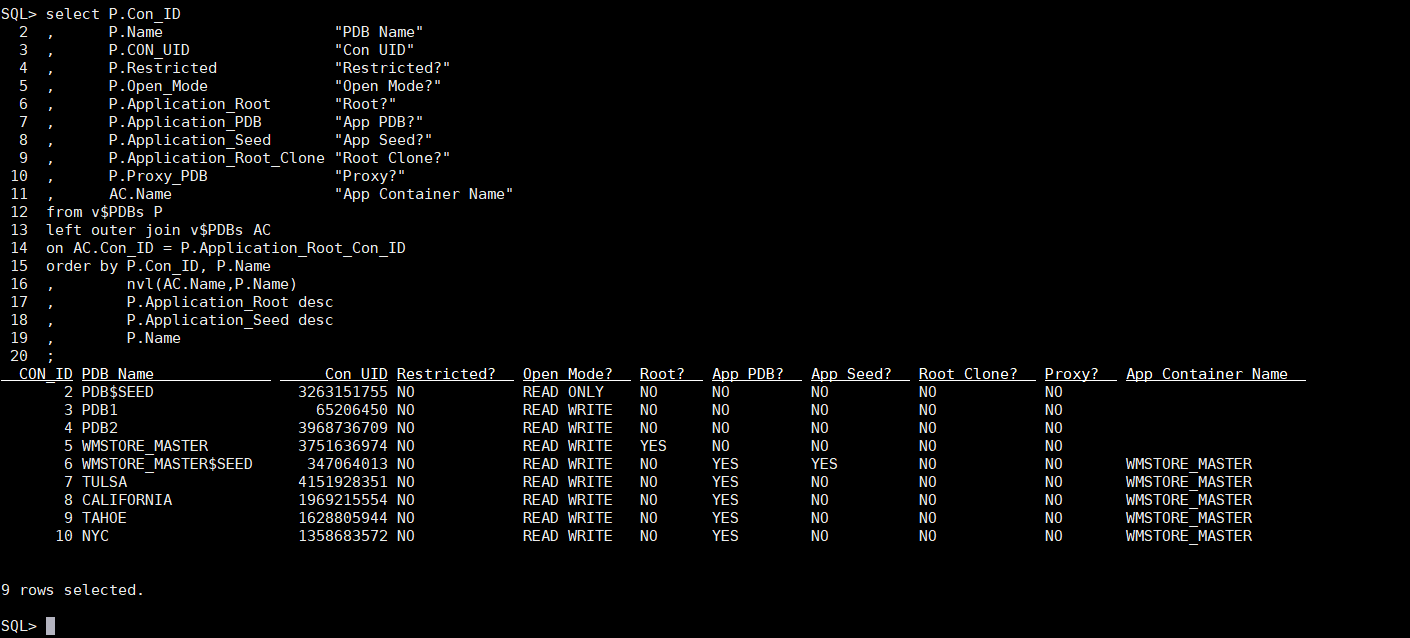 SQL> select P.Con_ID
  2  ,      P.Name                   "PDB Name"
  3  ,      P.CON_UID                "Con UID"
  4  ,      P.Restricted             "Restricted?"
  5  ,      P.Open_Mode              "Open Mode?"
  6  ,      P.Application_Root       "Root?"
  7  ,      P.Application_PDB        "App PDB?"
  8  ,      P.Application_Seed       "App Seed?"
  9  ,      P.Application_Root_Clone "Root Clone?"
 10  ,      P.Proxy_PDB              "Proxy?"
 11  ,      AC.Name                  "App Container Name"
 12  from v$PDBs P
 13  left outer join v$PDBs AC
 14  on AC.Con_ID = P.Application_Root_Con_ID
 15  order by P.Con_ID, P.Name
 16  ,        nvl(AC.Name,P.Name)
 17  ,        P.Application_Root desc
 18  ,        P.Application_Seed desc
 19  ,        P.Name
 20  ;
  CON_ID PDB Name                   Con UID Restricted?   Open Mode?   Root?  App PDB?   App Seed?   Root Clone?   Proxy?   App Container Name
       2 PDB$SEED                3263151755 NO            READ ONLY    NO     NO         NO          NO            NO
       3 PDB1                      65206450 NO            READ WRITE   NO     NO         NO          NO            NO
       4 PDB2                    3968736709 NO            READ WRITE   NO     NO         NO          NO            NO
       5 WMSTORE_MASTER          3751636974 NO            READ WRITE   YES    NO         NO          NO            NO
       6 WMSTORE_MASTER$SEED      347064013 NO            READ WRITE   NO     YES        YES         NO            NO       WMSTORE_MASTER
       7 TULSA                   4151928351 NO            READ WRITE   NO     YES        NO          NO            NO       WMSTORE_MASTER
       8 CALIFORNIA              1969215554 NO            READ WRITE   NO     YES        NO          NO            NO       WMSTORE_MASTER
       9 TAHOE                   1628805944 NO            READ WRITE   NO     YES        NO          NO            NO       WMSTORE_MASTER
      10 NYC                     1358683572 NO            READ WRITE   NO     YES        NO          NO            NO       WMSTORE_MASTER
9 rows selected.
SQL>